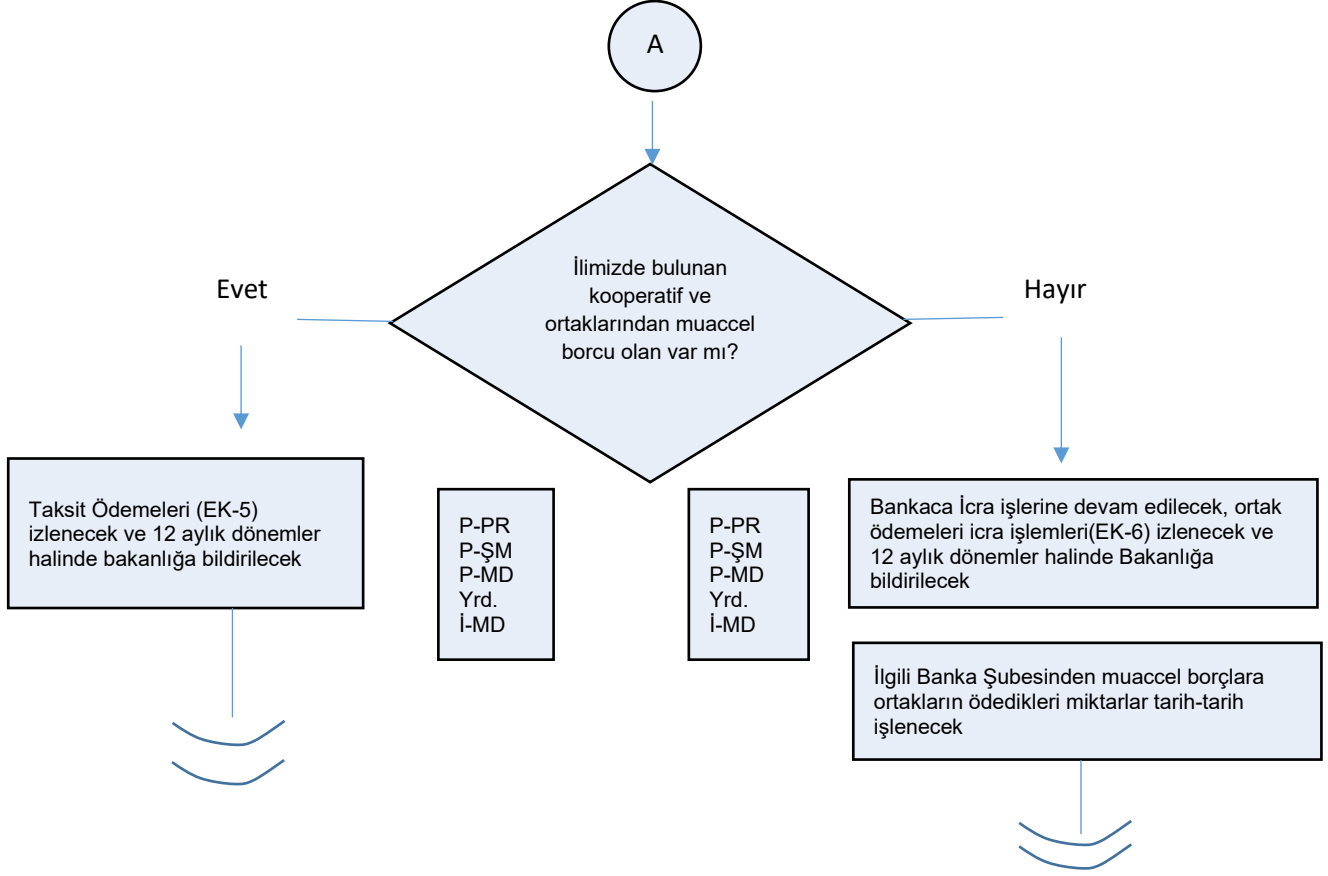 A
İlimizde bulunan
kooperatif ve
ortaklarından muaccel
borcu olan var mı?
Evet
Hayır
Taksit Ödemeleri (EK-5)
izlenecek ve 12 aylık dönemler
halinde bakanlığa bildirilecek
P-PR
P-ŞM
P-MD
Yrd.
İ-MD
P-PR
P-ŞM
P-MD
Yrd.
İ-MD
Bankaca İcra işlerine devam edilecek, ortak
ödemeleri icra işlemleri(EK-6) izlenecek ve
12 aylık dönemler halinde Bakanlığa
bildirilecek
İlgili Banka Şubesinden muaccel borçlara
ortakların ödedikleri miktarlar tarih-tarih
işlenecek